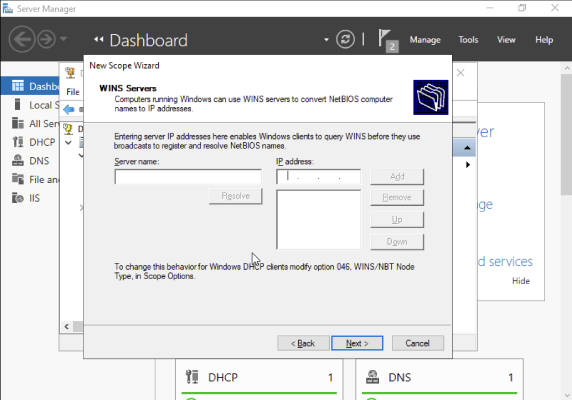 Server Manager
Dashboard
2
Manage
Tools
View
Help
New Scope Wizard
WINS Servers
Computers running Windows can use WINS servers to convert NetBIOS computer
names to IP addresses.
Entering server IP addresses here enables Windows clients to query WINS before they use
broadcasts to register and resolve NetBIOS names.
Server name:
IP address:
Add
Resolve
Remove
Up
Down
To change this behavior for Windows DHCP clients modify option 046, WINS/NBT Node
Type, in Scope Options.
< Back
Next >
Cancel
Dashb
Local S
All Ser
DHCP
DNS
File an
IIS
File
D
ver
ge
d services
Hide
DHCP 1
DNS 1